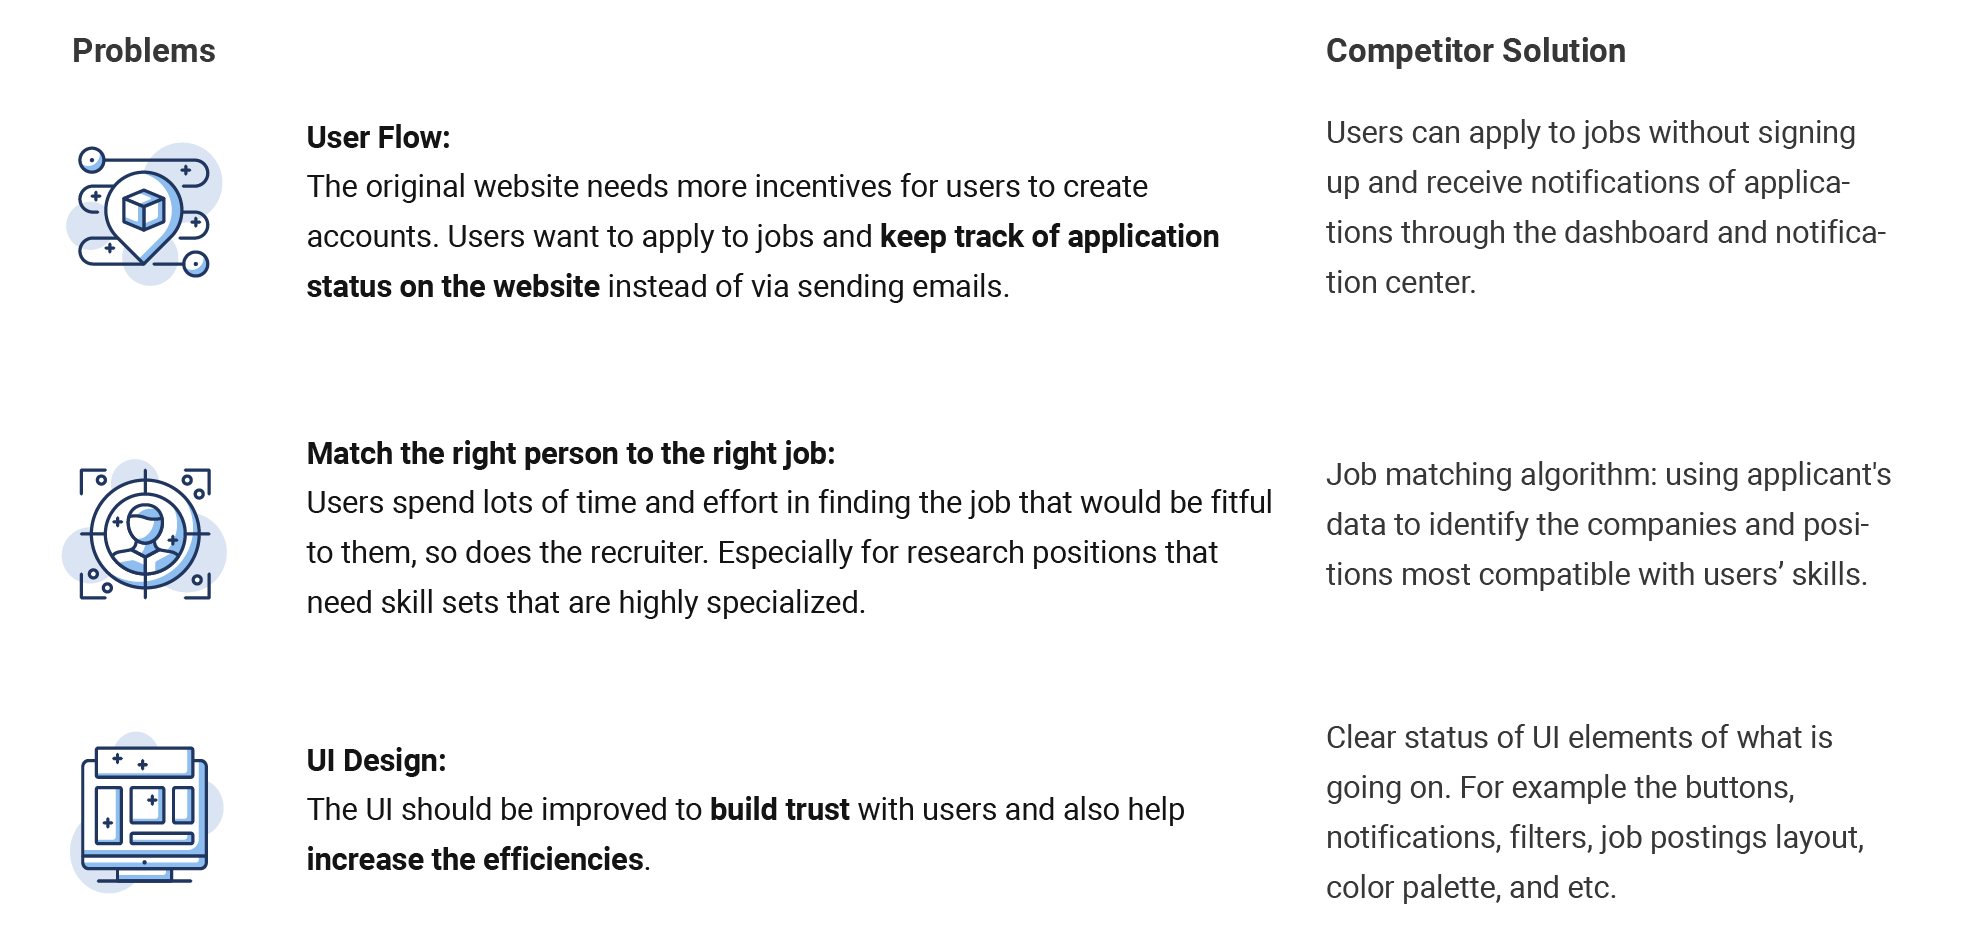 Problems
Competitor Solution
User Flow:
The original website needs more incentives for users to create
accounts. Users want to apply to jobs and keep track of application
status on the website instead of via sending emails.
Users can apply to jobs without signing
up and receive notifications of applica-
tions through the dashboard and notifica-
tion center.
Match the right person to the right job:
Users spend lots of time and effort in finding the job that would be fitful
to them, so does the recruiter. Especially for research positions that
need skill sets that are highly specialized.
Job matching algorithm: using applicant's
data to identify the companies and posi-
tions most compatible with users’ skills.
UI Design:
The UI should be improved to build trust with users and also help
increase the efficiencies.
Clear status of UI elements of what is
going on. For example the buttons,
notifications, filters, job postings layout,
color palette, and etc.